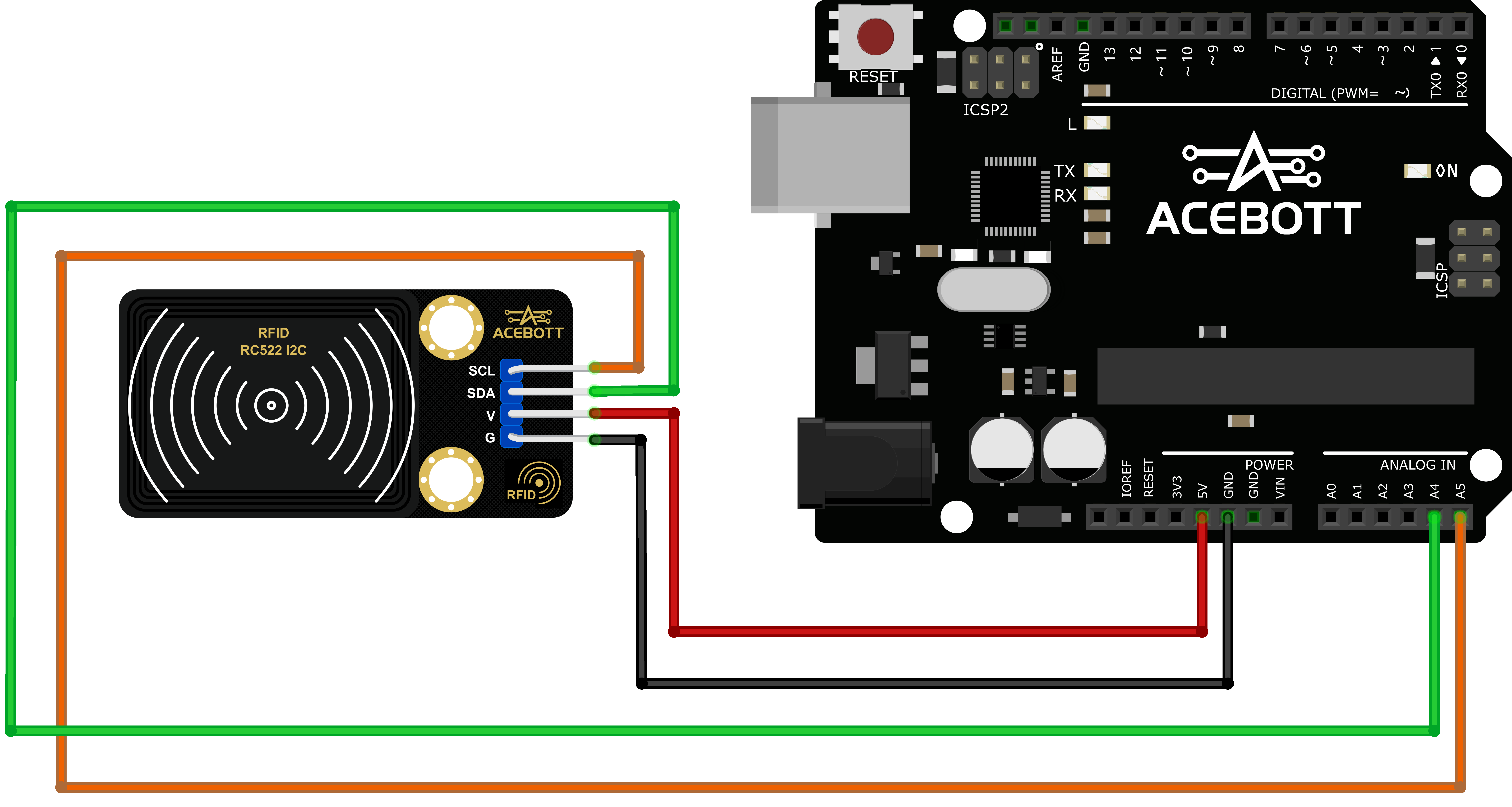 RFID
RC522 I2C
ACEBOTT
SCL
SDA
V
G
RFID
RESET
ICSP2
AREF
GND
13
12
~11
~10
~9
8
7
~6
~5
4
~3
2
TX0 ▶ 1
RX0 ◀ 0
DIGITAL (PWM= ~)
L
TX
RX
ON
ACEBOTT
ICSP
POWER
ANALOG IN
IOREF
RESET
3V3
5V
GND
GND
VIN
A0
A1
A2
A3
A4
A5